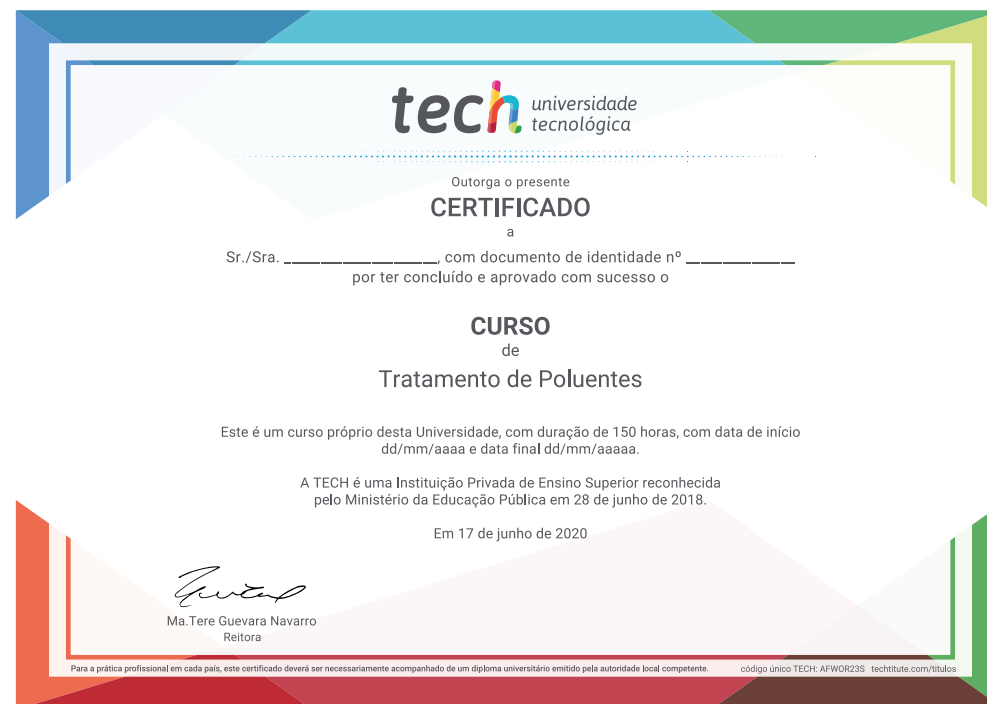 tech universidade
tecnológica
Outorga o presente
CERTIFICADO
a
Sr./Sra. _________________, com documento de identidade nº ____________
por ter concluído e aprovado com sucesso o
CURSO
de
Tratamento de Poluentes
Este é um curso próprio desta Universidade, com duração de 150 horas, com data de início
dd/mm/aaaa e data final dd/mm/aaaaa.
A TECH é uma Instituição Privada de Ensino Superior reconhecida
pelo Ministério da Educação Pública em 28 de junho de 2018.
Em 17 de junho de 2020
Ma.Tere Guevara Navarro
Reitora
Para a prática profissional em cada país, este certificado deverá ser necessariamente acompanhado de um diploma universitário emitido pela autoridade local competente. código único TECH: AFWOR23S techtitute.com/titulos